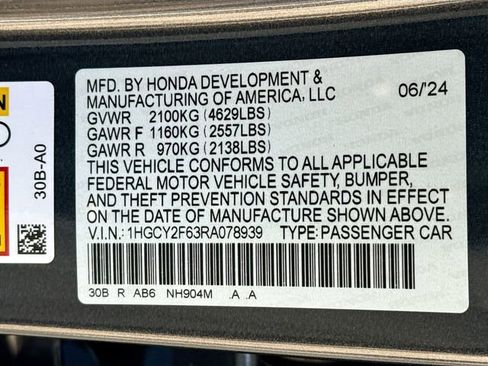 MFD. BY HONDA DEVELOPMENT &
MANUFACTURING OF AMERICA, LLC 06/'24
GVWR 2100KG (4629LBS)
GAWR F 1160KG (2557LBS)
GAWR R 970KG (2138LBS)
THIS VEHICLE CONFORMS TO ALL APPLICABLE
FEDERAL MOTOR VEHICLE SAFETY, BUMPER,
AND THEFT PREVENTION STANDARDS IN EFFECT
ON THE DATE OF MANUFACTURE SHOWN ABOVE.
V.I.N.: 1HGCY2F63RA078939 TYPE: PASSENGER CAR
30B R AB6 NH904M .A .A
30B-A0